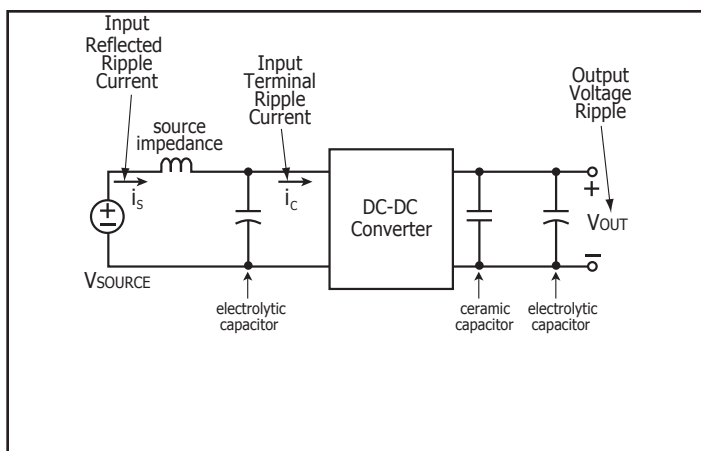 Input
Reflected
Ripple
Current
Input
Terminal
Ripple
Current
Output
Voltage
Ripple
source
impedance
iS
iC
DC-DC
Converter
+
VOUT
−
+
−
VSOURCE
electrolytic
capacitor
ceramic
capacitor
electrolytic
capacitor